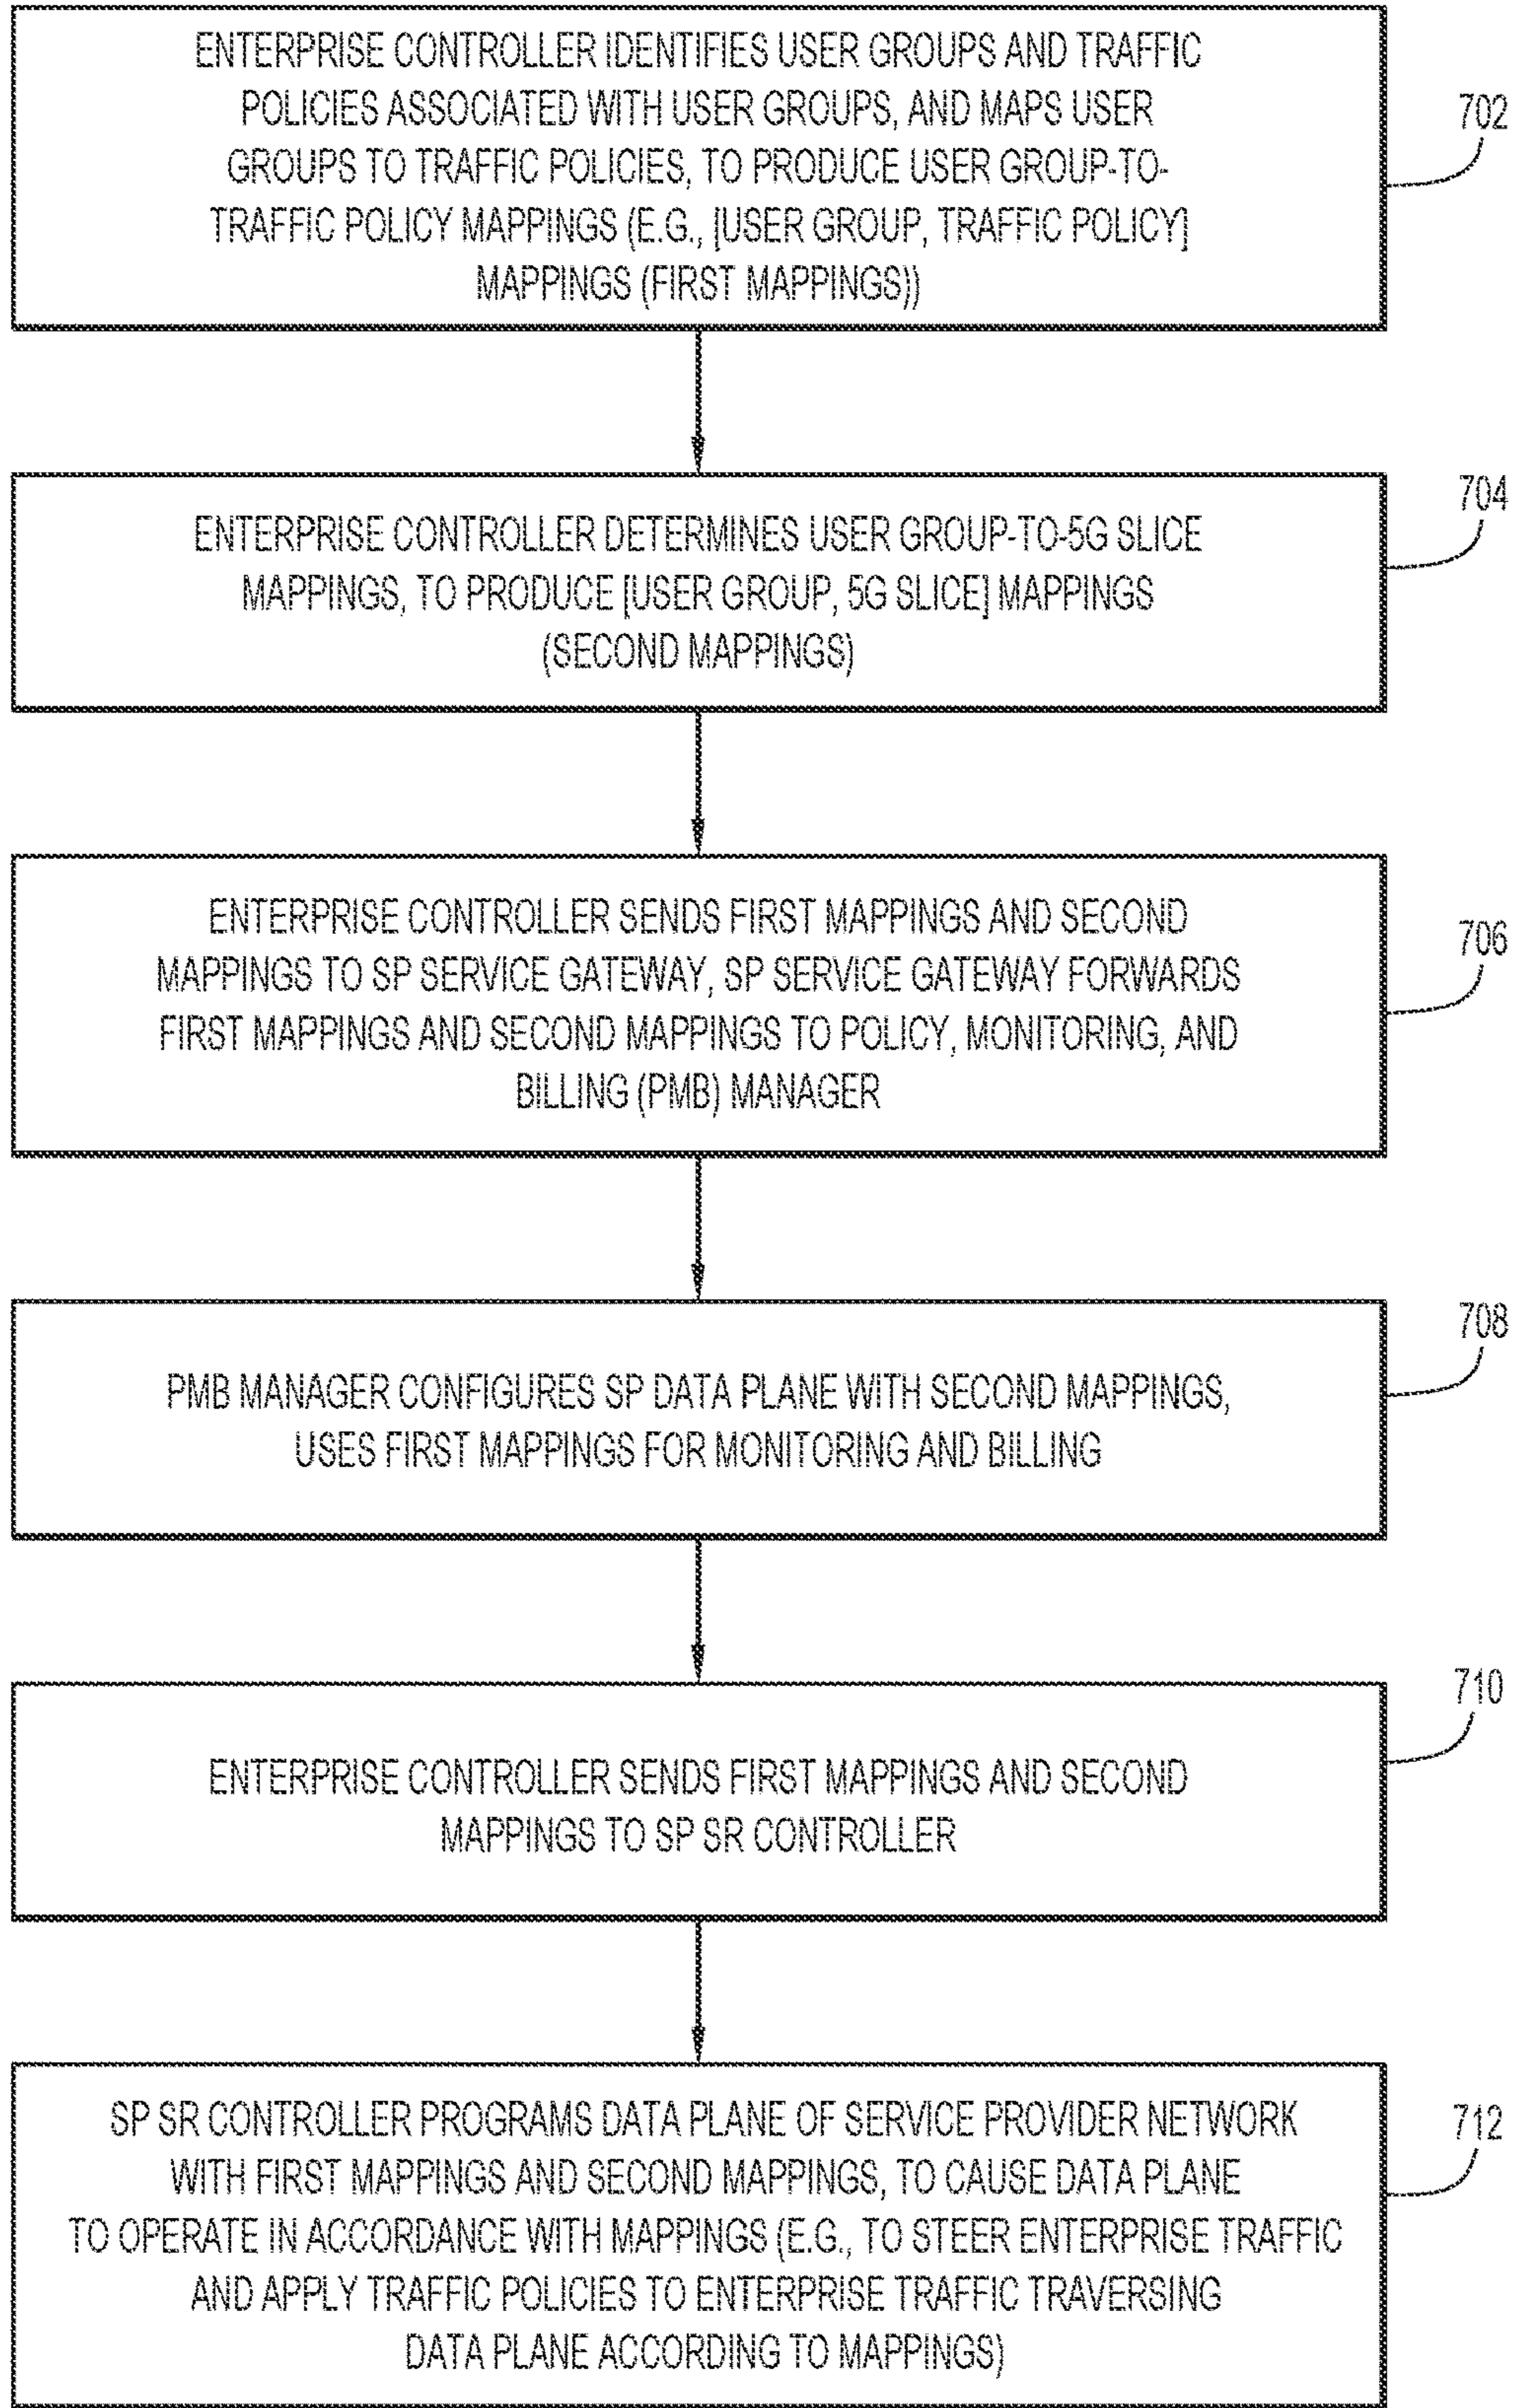 ENTERPRISE CONTROLLER IDENTIFIES USER GROUPS AND TRAFFIC
POLICIES ASSOCIATED WITH USER GROUPS, AND MAPS USER
GROUPS TO TRAFFIC POLICIES, TO PRODUCE USER GROUP-TO-
TRAFFIC POLICY MAPPINGS (E.G., [USER GROUP, TRAFFIC POLICY]
MAPPINGS (FIRST MAPPINGS))
702
ENTERPRISE CONTROLLER DETERMINES USER GROUP-TO-5G SLICE
MAPPINGS, TO PRODUCE [USER GROUP, 5G SLICE] MAPPINGS
(SECOND MAPPINGS)
704
ENTERPRISE CONTROLLER SENDS FIRST MAPPINGS AND SECOND
MAPPINGS TO SP SERVICE GATEWAY, SP SERVICE GATEWAY FORWARDS
FIRST MAPPINGS AND SECOND MAPPINGS TO POLICY, MONITORING, AND
BILLING (PMB) MANAGER
706
PMB MANAGER CONFIGURES SP DATA PLANE WITH SECOND MAPPINGS,
USES FIRST MAPPINGS FOR MONITORING AND BILLING
708
ENTERPRISE CONTROLLER SENDS FIRST MAPPINGS AND SECOND
MAPPINGS TO SP SR CONTROLLER
710
SP SR CONTROLLER PROGRAMS DATA PLANE OF SERVICE PROVIDER NETWORK
WITH FIRST MAPPINGS AND SECOND MAPPINGS, TO CAUSE DATA PLANE
TO OPERATE IN ACCORDANCE WITH MAPPINGS (E.G., TO STEER ENTERPRISE TRAFFIC
AND APPLY TRAFFIC POLICIES TO ENTERPRISE TRAFFIC TRAVERSING
DATA PLANE ACCORDING TO MAPPINGS)
712